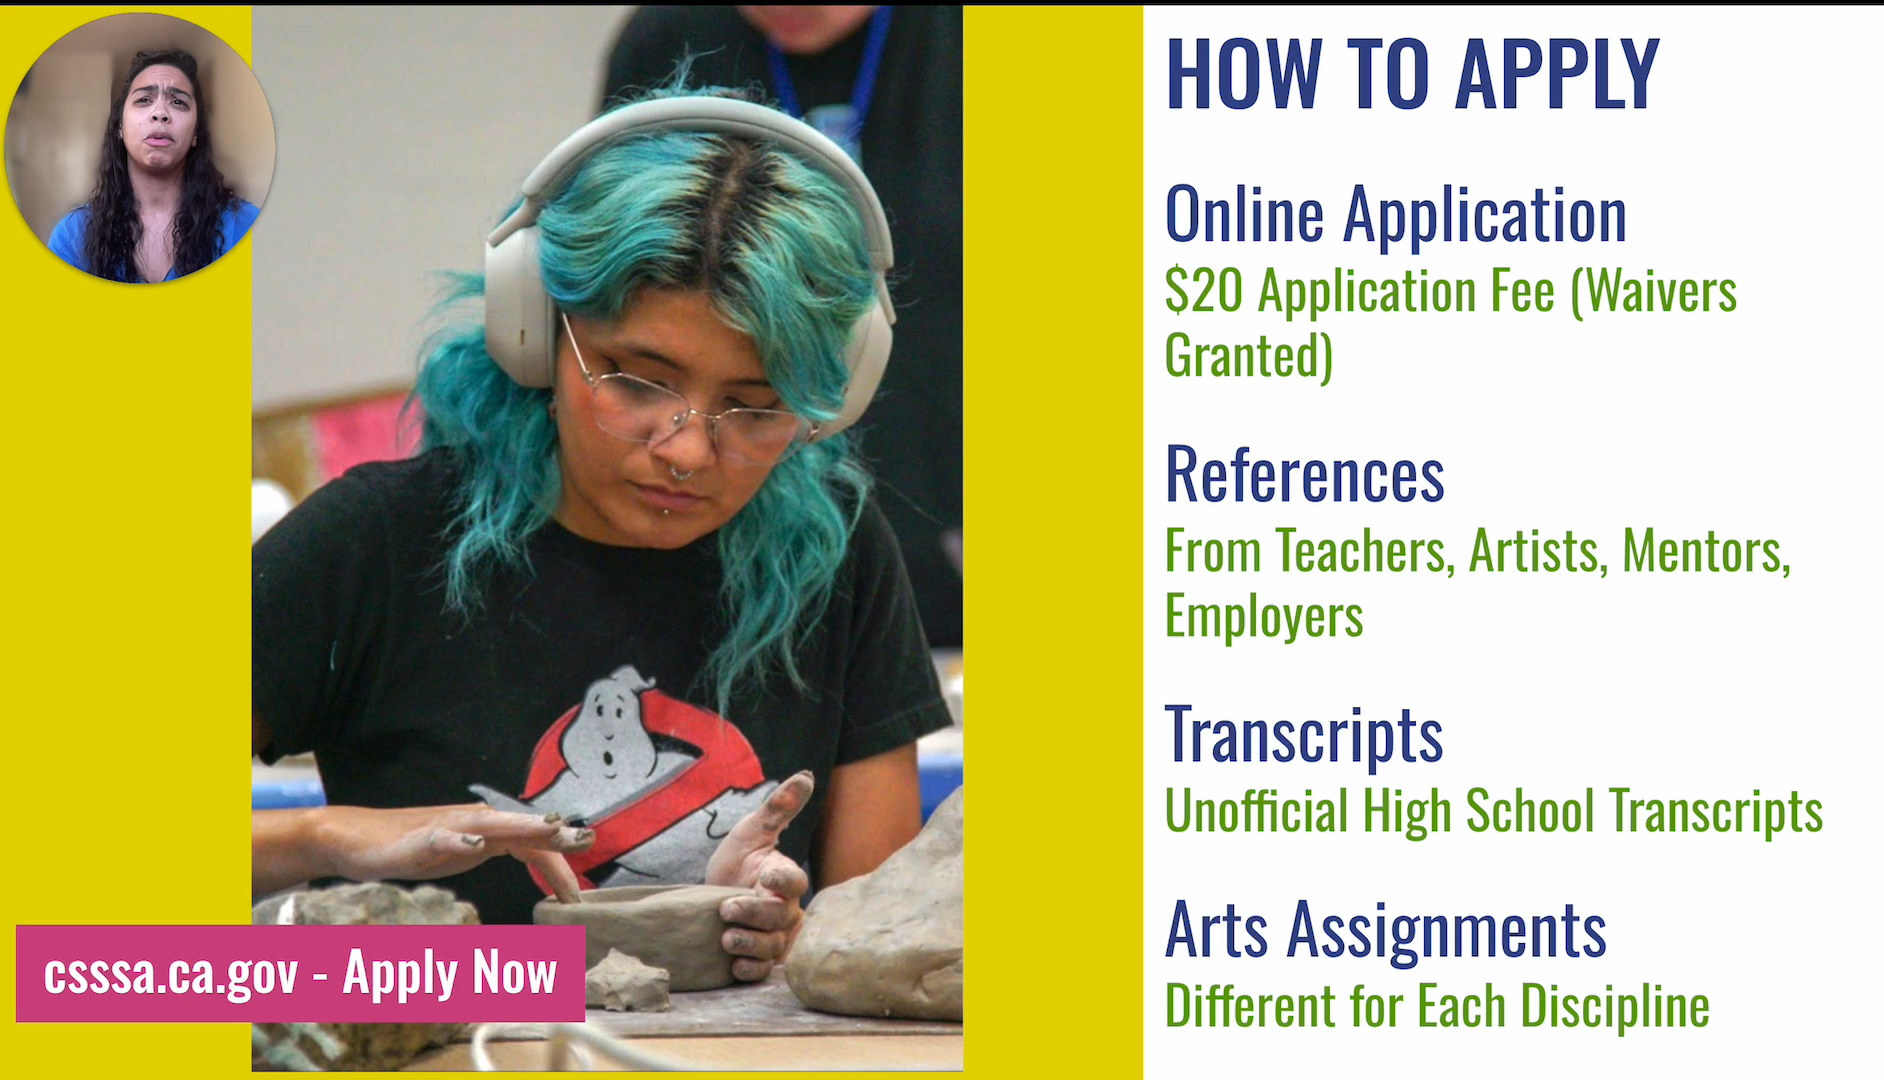 HOW TO APPLY
Online Application
$20 Application Fee (Waivers
Granted)
References
From Teachers, Artists, Mentors,
Employers
Transcripts
Unofficial High School Transcripts
Arts Assignments
Different for Each Discipline
csssa.ca.gov - Apply Now